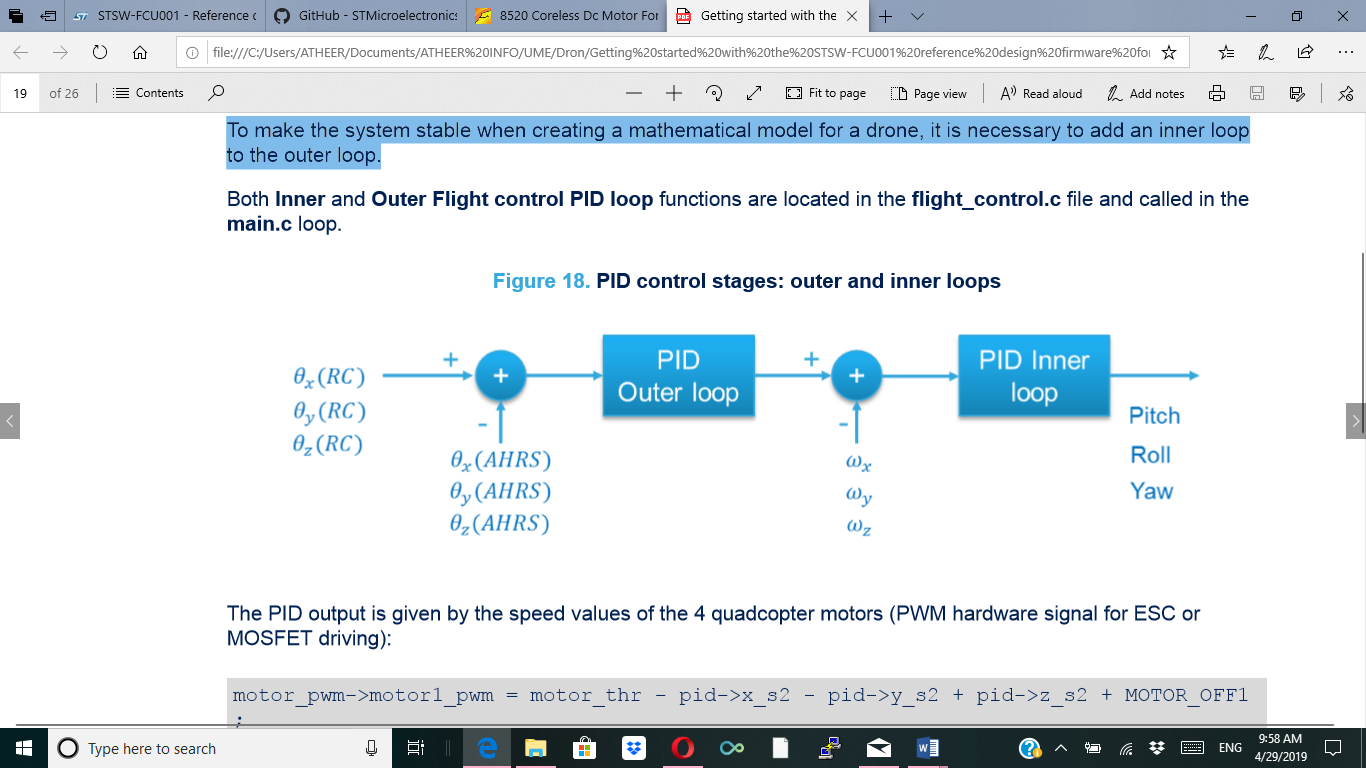 STSW-FCU001 - Reference c
GitHub - STMicroelectronics
8520 Coreless Dc Motor For
Getting started with the
file:///C:/Users/ATHEER/Documents/ATHEER%20INFO/UME/Dron/Getting%20started%20with%20the%20STSW-FCU001%20reference%20design%20firmware%20for
19 of 26 Contents Fit to page Page view Read aloud Add notes
To make the system stable when creating a mathematical model for a drone, it is necessary to add an inner loop
to the outer loop.
Both Inner and Outer Flight control PID loop functions are located in the flight_control.c file and called in the
main.c loop.
Figure 18. PID control stages: outer and inner loops
θx(RC)
θy(RC)
θz(RC)
+
+
-
θx(AHRS)
θy(AHRS)
θz(AHRS)
PID
Outer loop
+
+
-
ωx
ωy
ωz
PID Inner
loop
Pitch
Roll
Yaw
The PID output is given by the speed values of the 4 quadcopter motors (PWM hardware signal for ESC or
MOSFET driving):
motor_pwm->motor1_pwm = motor_thr - pid->x_s2 - pid->y_s2 + pid->z_s2 + MOTOR_OFF1
;
Type here to search
ENG
9:58 AM
4/29/2019